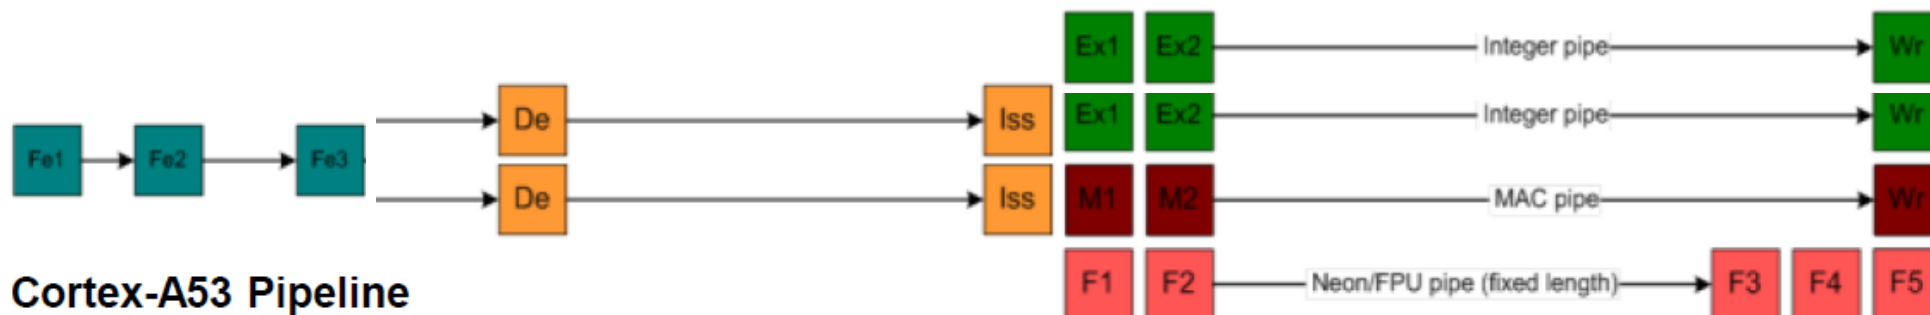 Ex1 Ex2 Integer pipe Wr
De Iss Ex1 Ex2 Integer pipe Wr
Fe1 Fe2 Fe3
De Iss M1 M2 MAC pipe Wr
F1 F2 Neon/FPU pipe (fixed length) F3 F4 F5
Cortex-A53 Pipeline